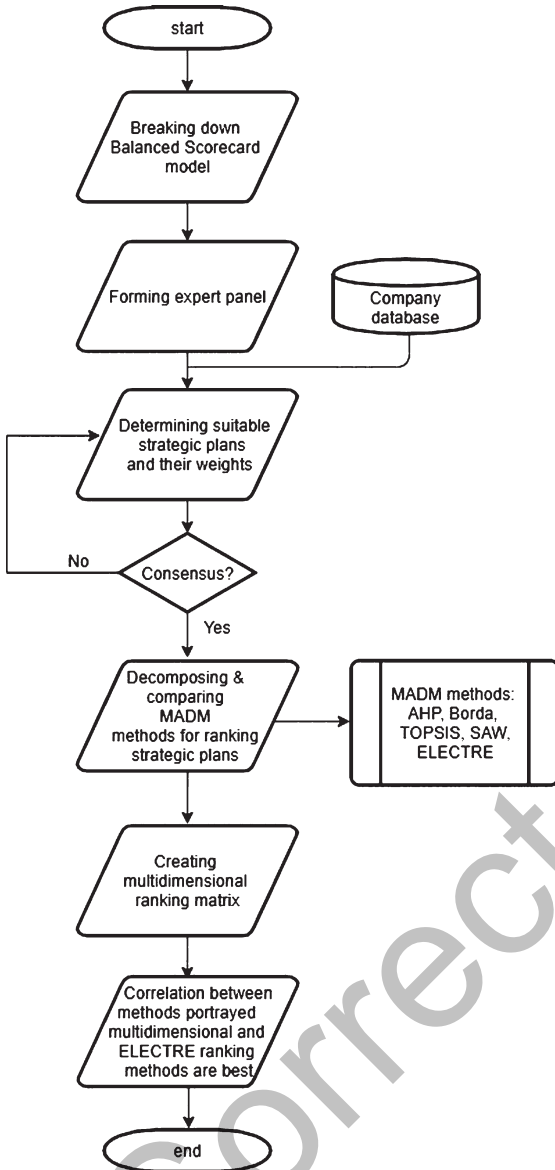 start
Breaking down
Balanced Scorecard
model
Forming expert panel
Company
database
Determining suitable
strategic plans
and their weights
No
Consensus?
Yes
Decomposing &
comparing
MADM
methods for ranking
strategic plans
MADM methods:
AHP, Borda,
TOPSIS, SAW,
ELECTRE
Creating
multidimensional
ranking matrix
Correlation between
methods portrayed
multidimensional and
ELECTRE ranking
methods are best
end
Correct